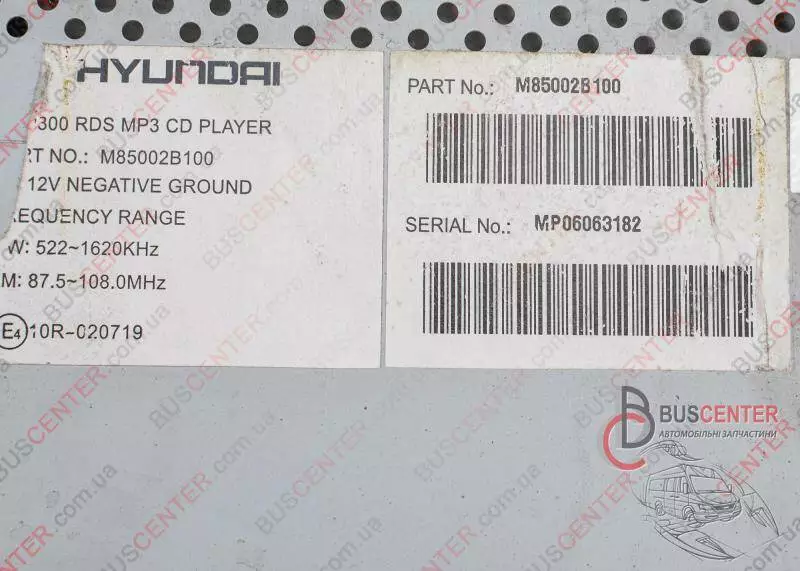 HYUNDAI
300 RDS MP3 CD PLAYER
RT NO.: M85002B100
12V NEGATIVE GROUND
REQUENCY RANGE
W: 522~1620KHz
M: 87.5~108.0MHz
E4 10R-020719
PART No.: M85002B100
SERIAL No.: MP06063182
BUSCENTER
АВТОМОБІЛЬНІ ЗАПЧАСТИНИ
BUSCENTER.com.ua